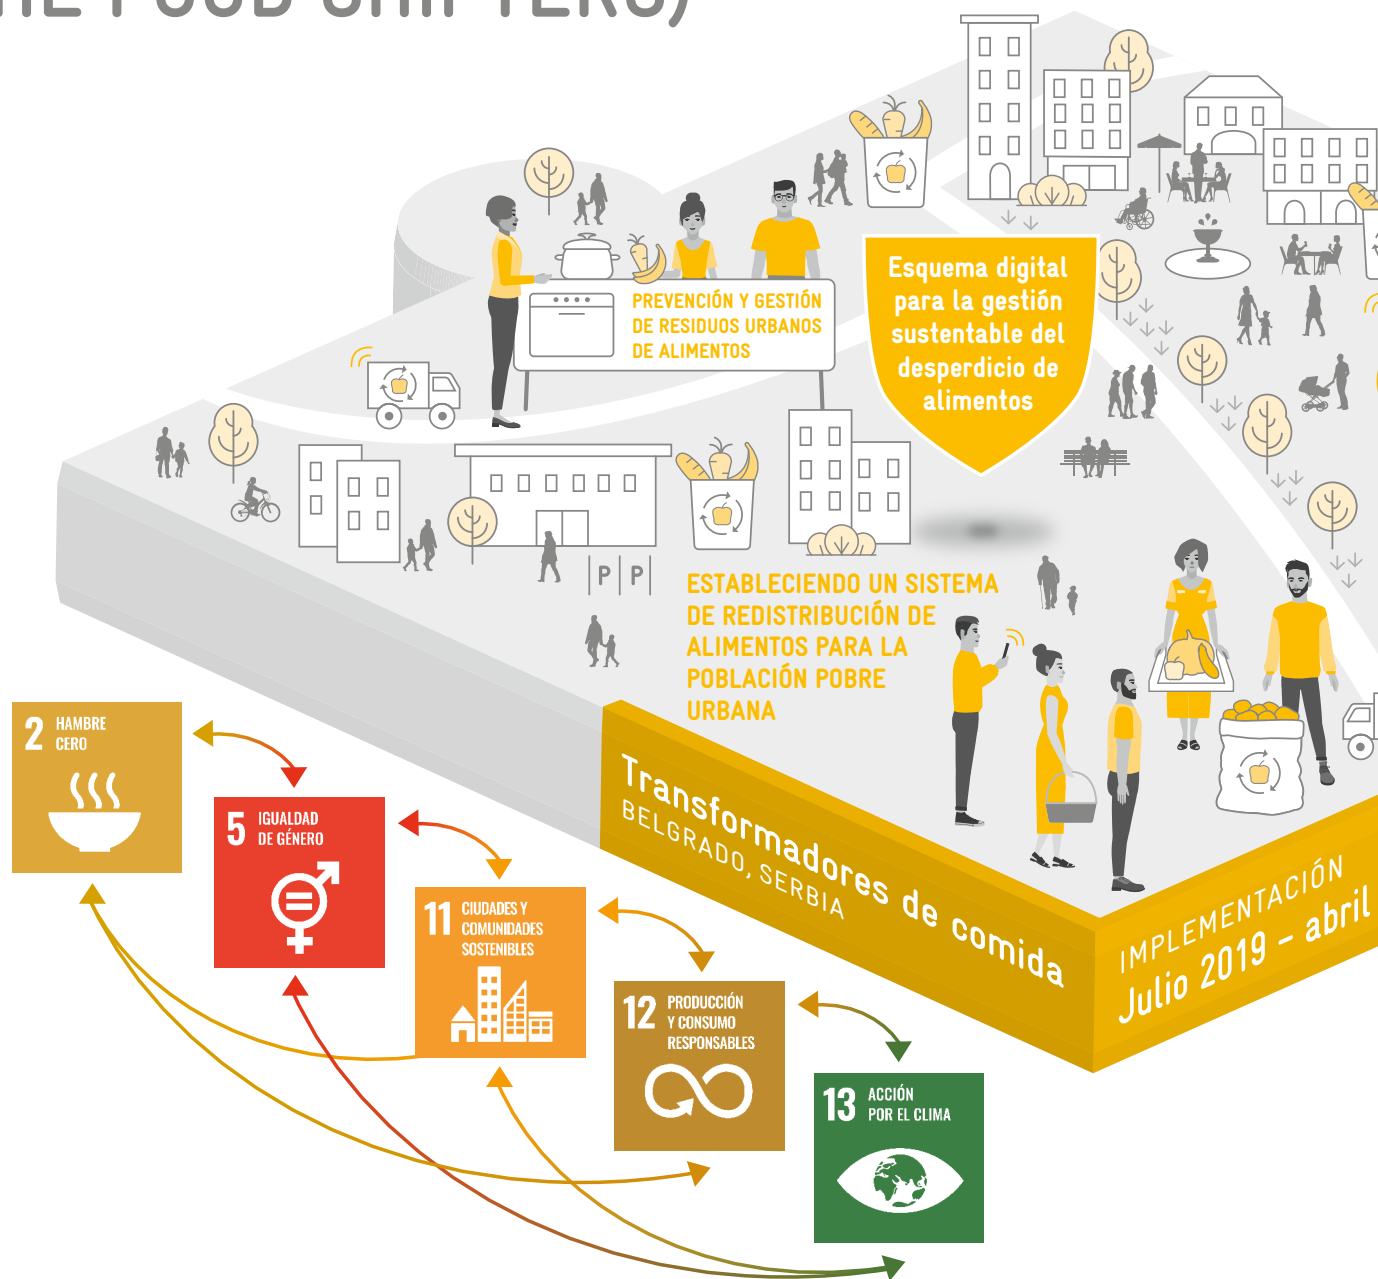 THE FOOD SHIFTERS)
Esquema digital
para la gestión
sustentable del
desperdicio de
alimentos
PREVENCIÓN Y GESTIÓN
DE RESIDUOS URBANOS
DE ALIMENTOS
P P
ESTABLECIENDO UN SISTEMA
DE REDISTRIBUCIÓN DE
ALIMENTOS PARA LA
POBLACIÓN POBRE
URBANA
Transformadores de comida
BELGRADO, SERBIA
IMPLEMENTACIÓN
Julio 2019 – abril
2 HAMBRE
CERO
5 IGUALDAD
DE GÉNERO
11 CIUDADES Y
COMUNIDADES
SOSTENIBLES
12 PRODUCCIÓN
Y CONSUMO
RESPONSABLES
13 ACCIÓN
POR EL CLIMA